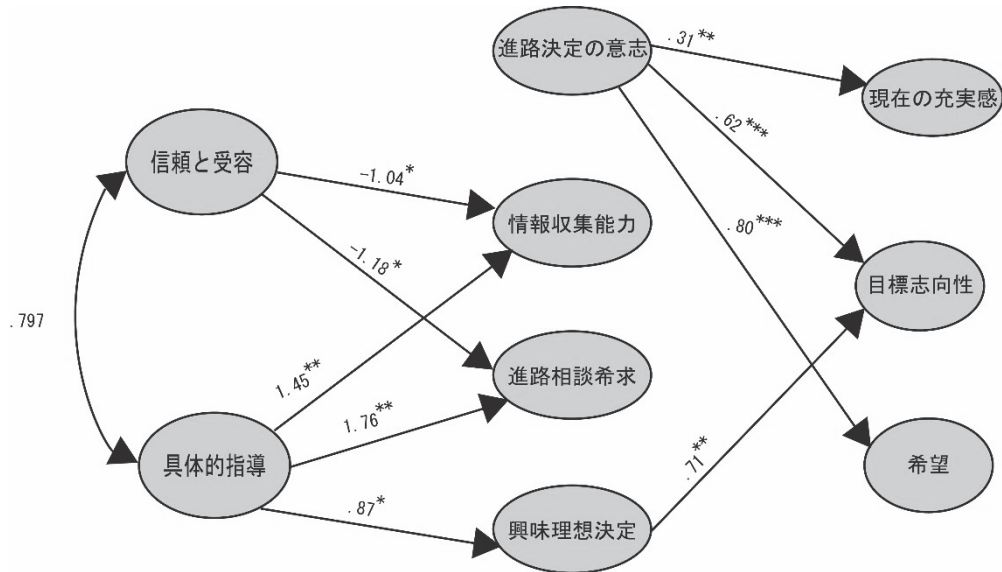 進路決定の意志
.31**
現在の充実感
.62***
信頼と受容
-1.04*
情報収集能力
.80***
-1.18*
目標志向性
.797
進路相談希求
1.45**
1.76**
具体的指導
.71**
希望
.87*
興味理想決定